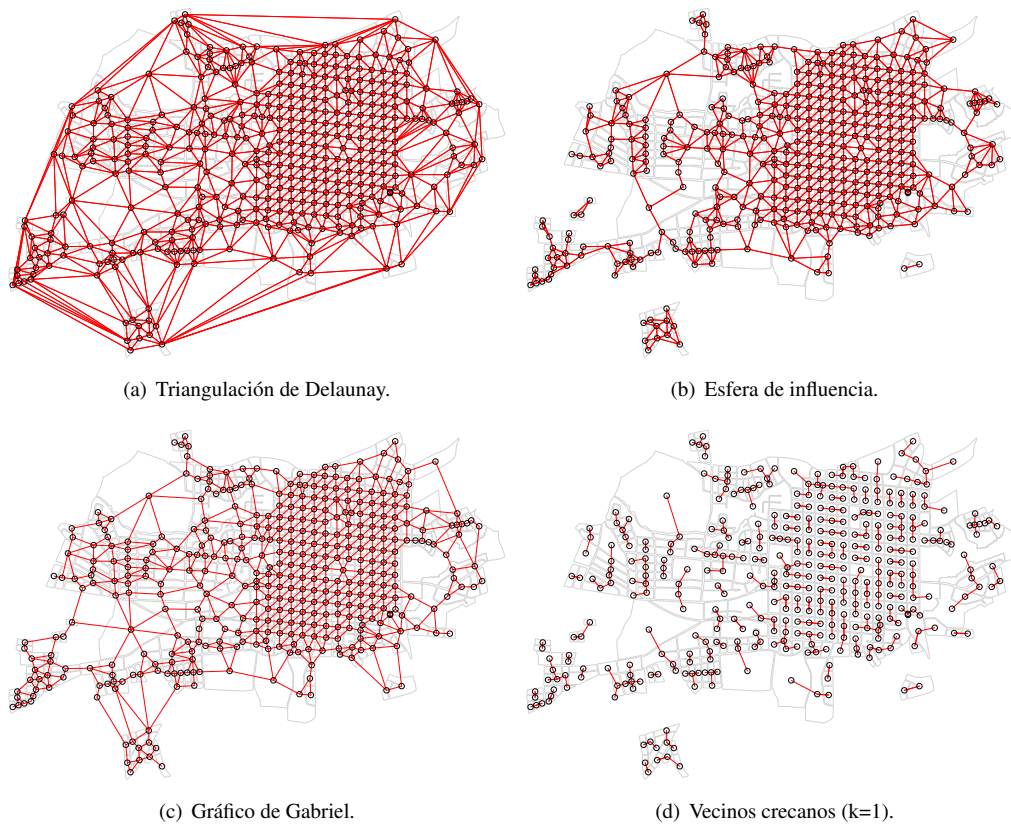 (a) Triangulación de Delaunay.
(b) Esfera de influencia.
(c) Gráfico de Gabriel.
(d) Vecinos crecanos (k=1).